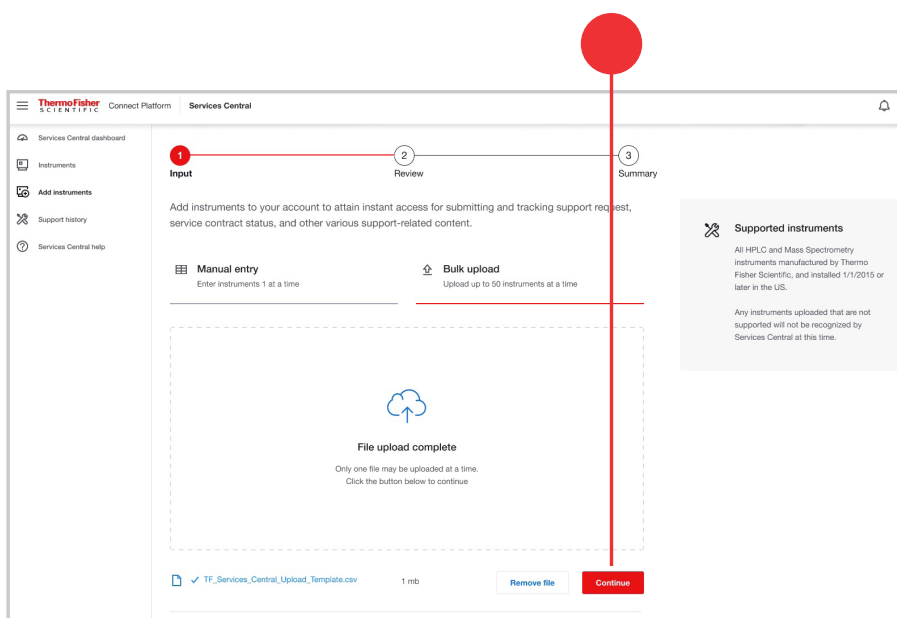 ThermoFisher
SCIENTIFIC
Connect Platform
Services Central
Services Central dashboard
Instruments
Add instruments
Support history
Services Central help
1
2
3
Input
Review
Summary
Add instruments to your account to attain instant access for submitting and tracking support request,
service contract status, and other various support-related content.
Manual entry
Enter instruments 1 at a time
Bulk upload
Upload up to 50 instruments at a time
File upload complete
Only one file may be uploaded at a time.
Click the button below to continue
TF_Services_Central_Upload_Template.csv
1 mb
Remove file
Continue
Supported instruments
All HPLC and Mass Spectrometry
instruments manufactured by Thermo
Fisher Scientific, and installed 1/1/2015 or
later in the US.
Any instruments uploaded that are not
supported will not be recognized by
Services Central at this time.